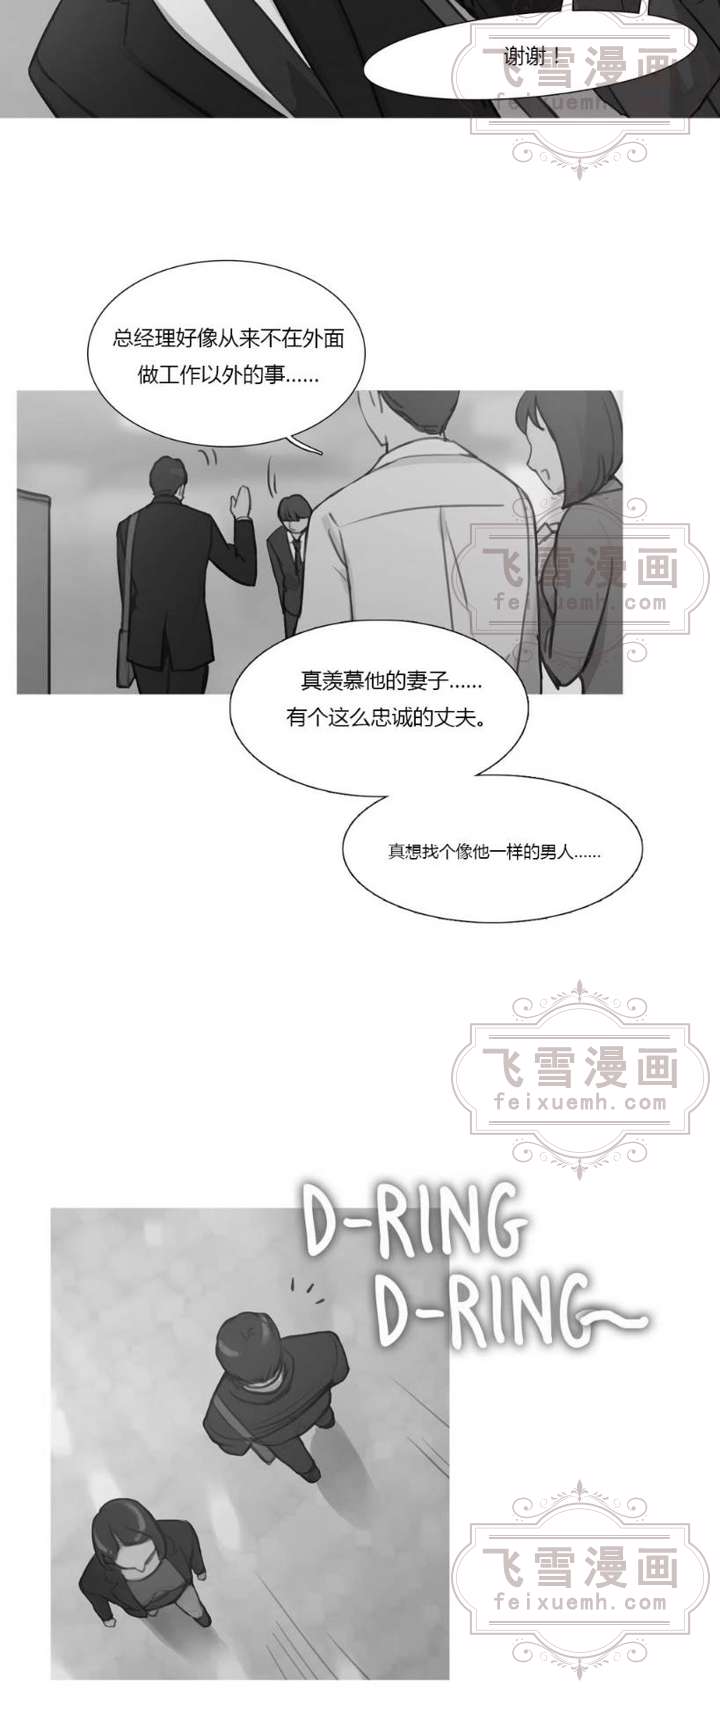 谢谢！
飞雪漫画
feixuemh.com
总经理好像从来不在外面
做工作以外的事……
飞雪漫画
feixuemh.com
真羡慕他的妻子……
有个这么忠诚的丈夫。
真想找个像他一样的男人……
飞雪漫画
feixuemh.com
D-RING
D-RING~
飞雪漫画
feixuemh.com